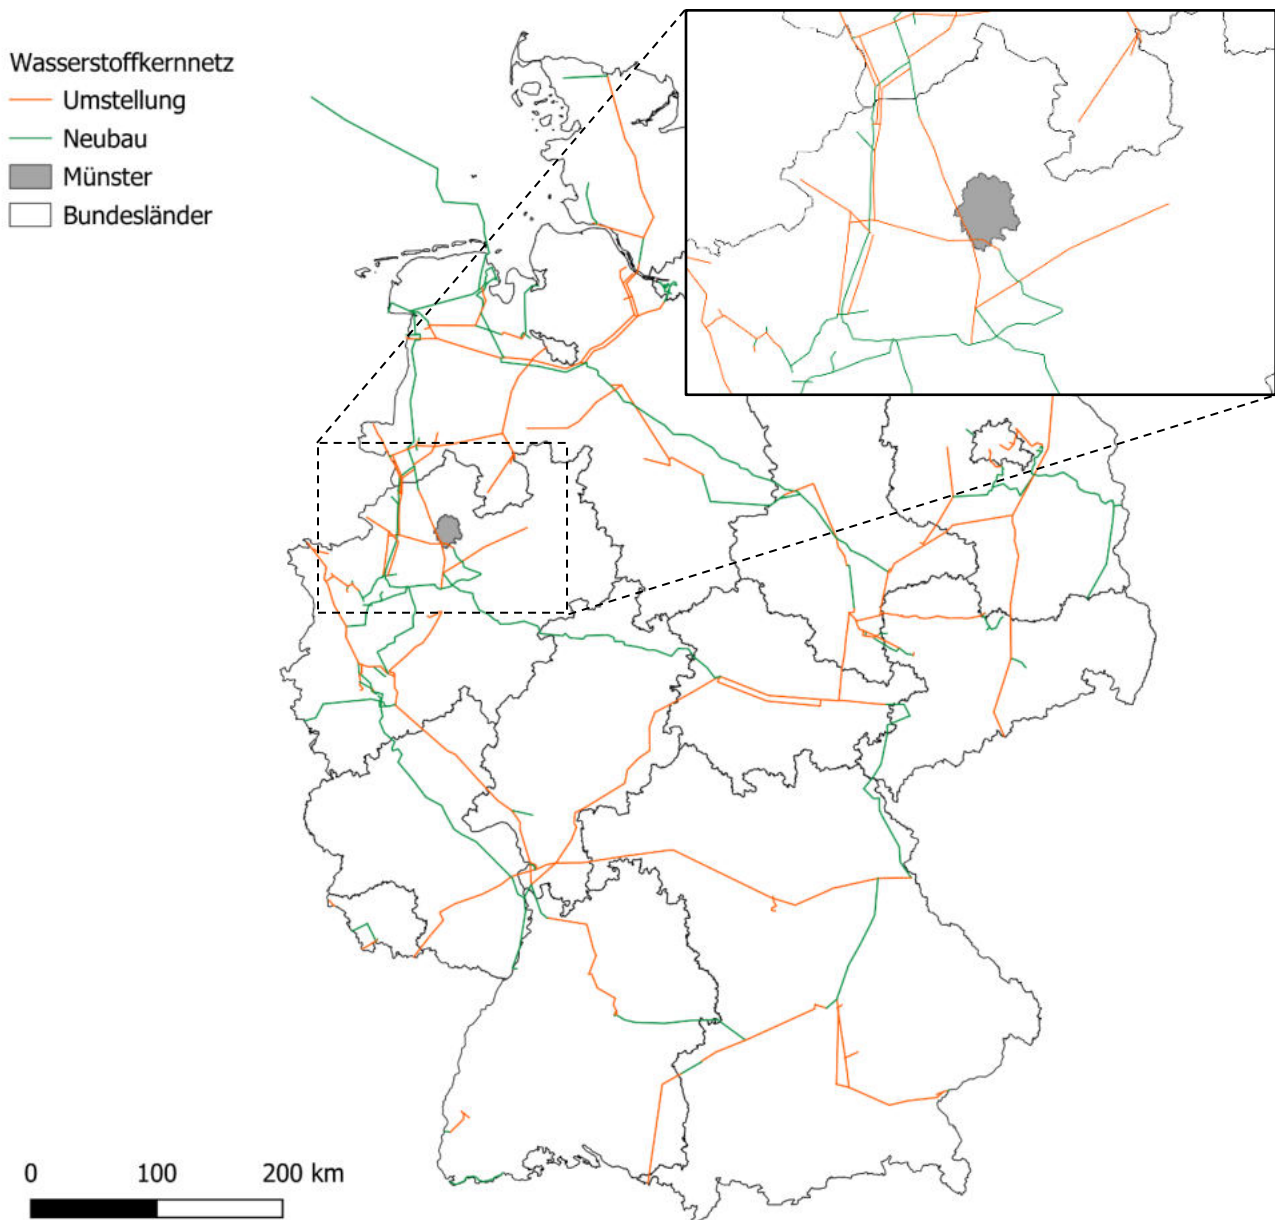 Wasserstoffkernnetz
Umstellung
Neubau
Münster
Bundesländer
0 100 200 km